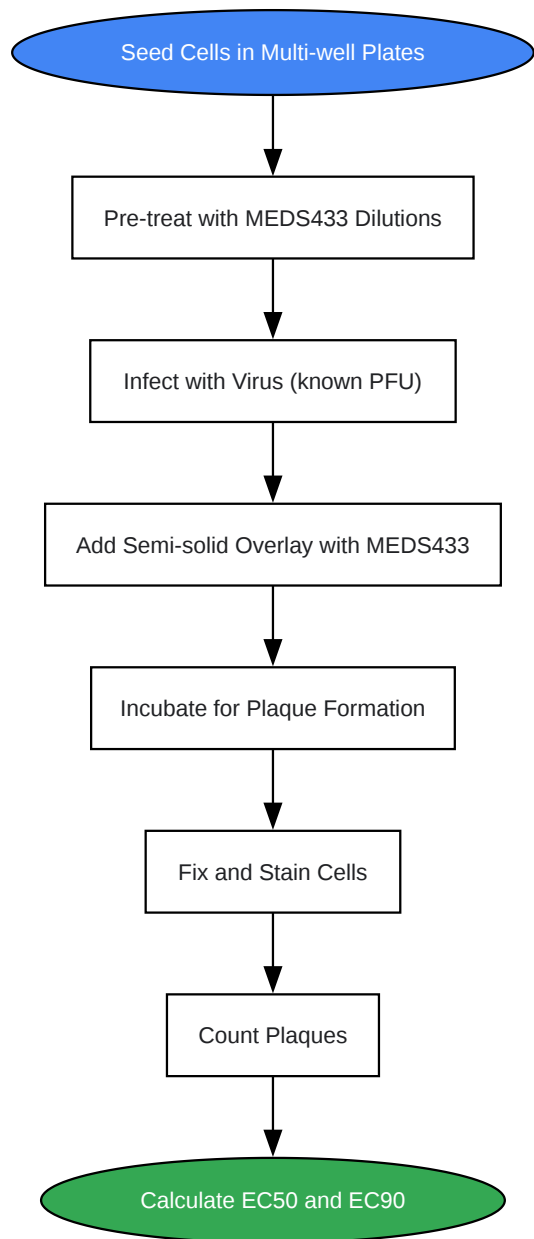 Seed Cells in Multi-well Plates
Pre-treat with MEDS433 Dilutions
Infect with Virus (known PFU)
Add Semi-solid Overlay with MEDS433
Incubate for Plaque Formation
Fix and Stain Cells
Count Plaques
Calculate EC50 and EC90